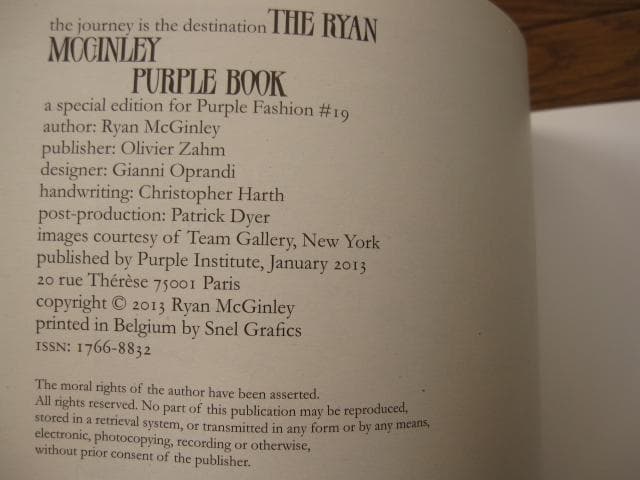 the journey is the destination THE RYAN
MCGINLEY
PURPLE BOOK
a special edition for Purple Fashion #19
author: Ryan McGinley
publisher: Olivier Zahm
designer: Gianni Oprandi
handwriting: Christopher Harth
post-production: Patrick Dyer
images courtesy of Team Gallery, New York
published by Purple Institute, January 2013
20 rue Thérèse 75001 Paris
copyright © 2013 Ryan McGinley
printed in Belgium by Snel Grafics
ISSN: 1766-8832
The moral rights of the author have been asserted.
All rights reserved. No part of this publication may be reproduced,
stored in a retrieval system, or transmitted in any form or by any means,
electronic, photocopying, recording or otherwise,
without prior consent of the publisher.